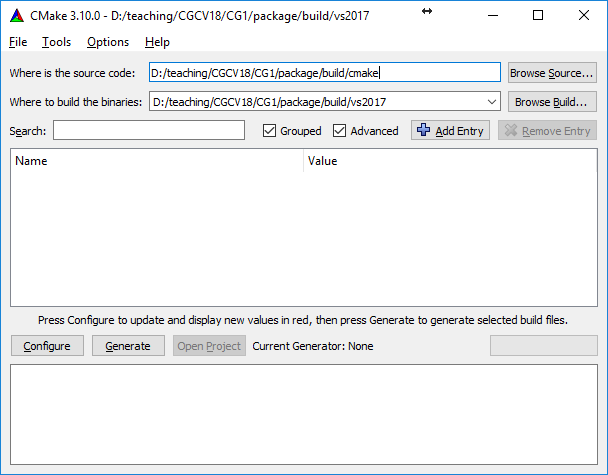 CMake 3.10.0 - D:/teaching/CGCV18/CG1/package/build/vs2017
File Tools Options Help
Where is the source code: D:/teaching/CGCV18/CG1/package/build/cmake Browse Source...
Where to build the binaries: D:/teaching/CGCV18/CG1/package/build/vs2017 Browse Build...
Search: Grouped Advanced Add Entry Remove Entry
Name Value
Press Configure to update and display new values in red, then press Generate to generate selected build files.
Configure Generate Open Project Current Generator: None